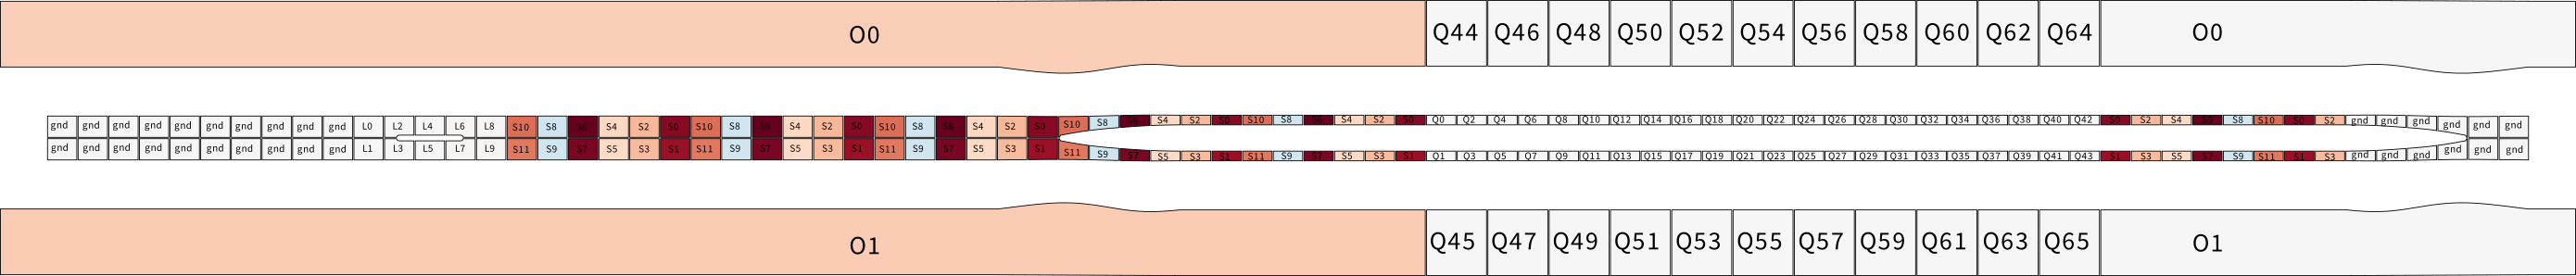 O0 Q44 Q46 Q48 Q50 Q52 Q54 Q56 Q58 Q60 Q62 Q64 O0
gnd gnd gnd gnd gnd gnd gnd gnd gnd gnd L0 L2 L4 L6 L8 S10 S8 S6 S4 S2 S0 S10 S8 S6 S4 S2 S0 S10 S8 S6 S4 S2 S0 S10 S8 S6 S4 S2 S0 S10 S8 S6 S4 S2 S0 Q0 Q2 Q4 Q6 Q8 Q10 Q12 Q14 Q16 Q18 Q20 Q22 Q24 Q26 Q28 Q30 Q32 Q34 Q36 Q38 Q40 Q42 S0 S2 S4 S6 S8 S10 S0 S2 gnd gnd gnd gnd gnd gnd
gnd gnd gnd gnd gnd gnd gnd gnd gnd gnd L1 L3 L5 L7 L9 S11 S9 S7 S5 S3 S1 S11 S9 S7 S5 S3 S1 S11 S9 S7 S5 S3 S1 S11 S9 S7 S5 S3 S1 S11 S9 S7 S5 S3 S1 Q1 Q3 Q5 Q7 Q9 Q11 Q13 Q15 Q17 Q19 Q21 Q23 Q25 Q27 Q29 Q31 Q33 Q35 Q37 Q39 Q41 Q43 S1 S3 S5 S7 S9 S11 S1 S3 gnd gnd gnd gnd gnd gnd
O1 Q45 Q47 Q49 Q51 Q53 Q55 Q57 Q59 Q61 Q63 Q65 O1